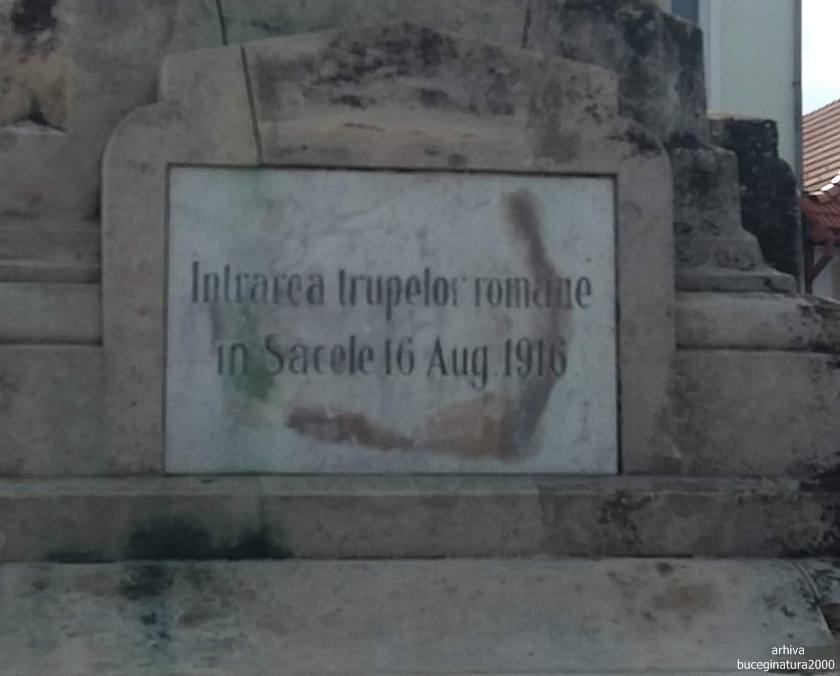 Intrarea trupelor romane
in Sacele 16 Aug. 1916
arhiva
buceginatura2000